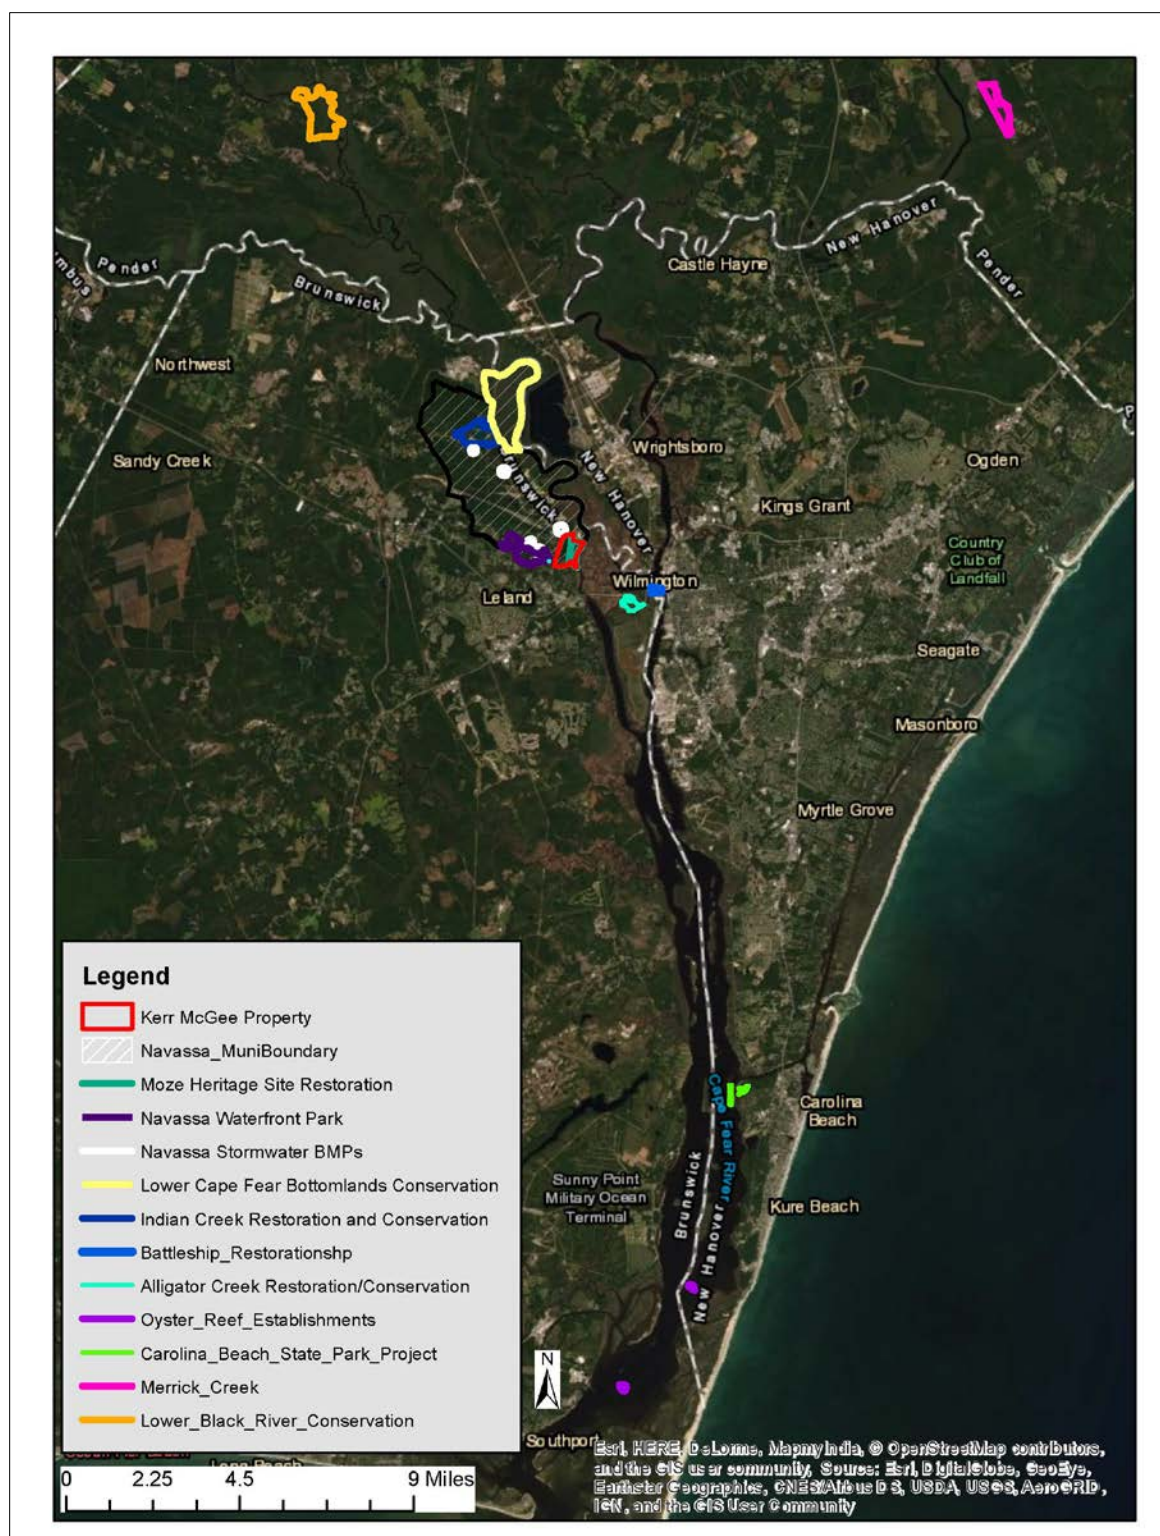 New Hanover
Castle Hayne
Pender
Pender
Brunswick
Northwest
Wrightsboro
Ogden
Sandy Creek
Brunswick
New Hanover
Kings Grant
Country
Club of
Landfall
Wilmington
Leland
Seagate
Masonboro
Myrtle Grove
Legend
Kerr McGee Property
Navassa_MuniBoundary
Moze Heritage Site Restoration
Navassa Waterfront Park
Navassa Stormwater BMPs
Lower Cape Fear Bottomlands Conservation
Indian Creek Restoration and Conservation
Battleship_Restorationshp
Alligator Creek Restoration/Conservation
Oyster_Reef_Establishments
Carolina_Beach_State_Park_Project
Merrick_Creek
Lower_Black_River_Conservation
Cape Fear River
Carolina
Beach
Sunny Point
Military Ocean
Terminal
Brunswick
New Hanover
Kure Beach
N
Southport
0 2.25 4.5 9 Miles
Esri, HERE, DeLorme, MapmyIndia, © OpenStreetMap contributors,
and the GIS user community, Source: Esri, DigitalGlobe, GeoEye,
Earthstar Geographics, CNES/Airbus DS, USDA, USGS, AeroGRID,
IGN, and the GIS User Community